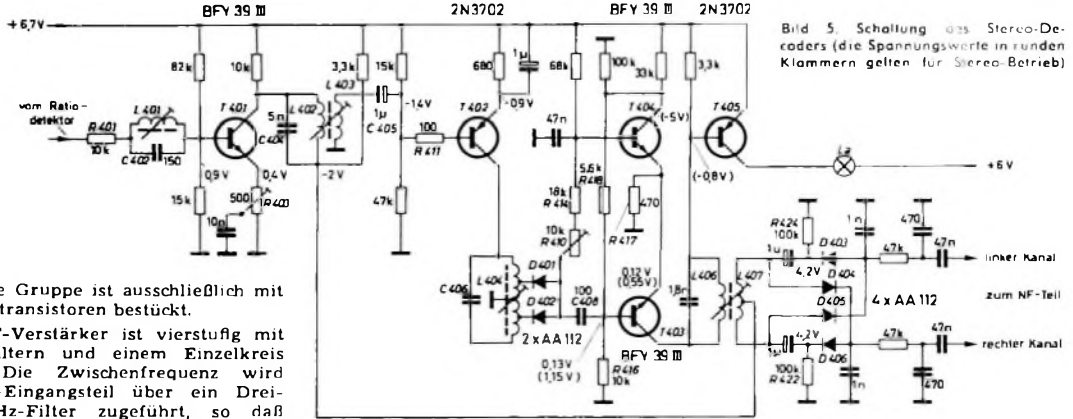 BFY 39 III
2N3702
BFY 39 III
2N3702
+6,7V
Bild 5. Schaltung des Stereo-De-
coders (die Spannungswerte in runden
Klammern gelten für Stereo-Betrieb)
82k
10k
3,3k
15k
680
1µ
68k
100k
33k
3,3k
vom Ratio-
detektor
L401
R401
10k
C402
150
T401
5n
C404
L402
L403
1µ
C405
-1,4V
100
R411
T402
-0,9V
47n
T404
(-5V)
T405
(-0,8V)
La
+6V
0,9V
0,4V
-2V
15k
500
R403
10n
47k
18k
R414
5,6k
R418
470
R417
10k
R410
C406
L404
D401
D402
2xAA 112
100
C408
0,12V
(0,55V)
T403
BFY 39 III
0,13V
(1,15V)
R416
10k
1,8n
L406
L407
R424
100k
1µ
4,2V
D403
D404
D405
D406
4xAA 112
1n
47k
470
47n
linker Kanal
zum NF-Teil
1µ
4,2V
100k
R422
1n
47k
470
47n
rechter Kanal
e Gruppe ist ausschließlich mit
transistoren bestückt.
-Verstärker ist vierstufig mit
ltern und einem Einzelkreis
Die Zwischenfrequenz wird
-Eingangsteil über ein Drei-
Hz-Filter zugeführt, so daß